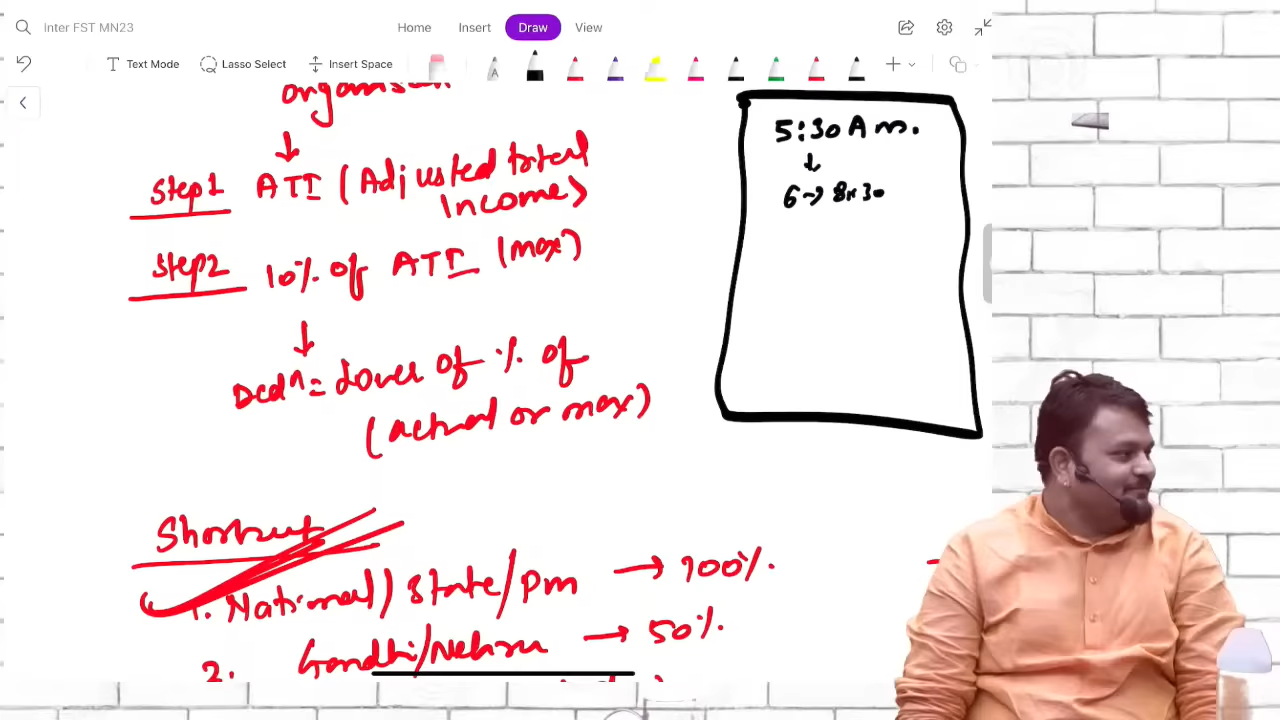 Inter FST MN23
Home Insert Draw View
Text Mode Lasso Select Insert Space
Step1 ATI (Adjusted total
Income)
Step2 10% of ATI (max)
Dedn = Lower of % of
(actual or max)
Shortcut
1. National/State/Pm → 100%.
2. Gandhi/Nehru → 50%.
5:30 A m.
6 → 8:30